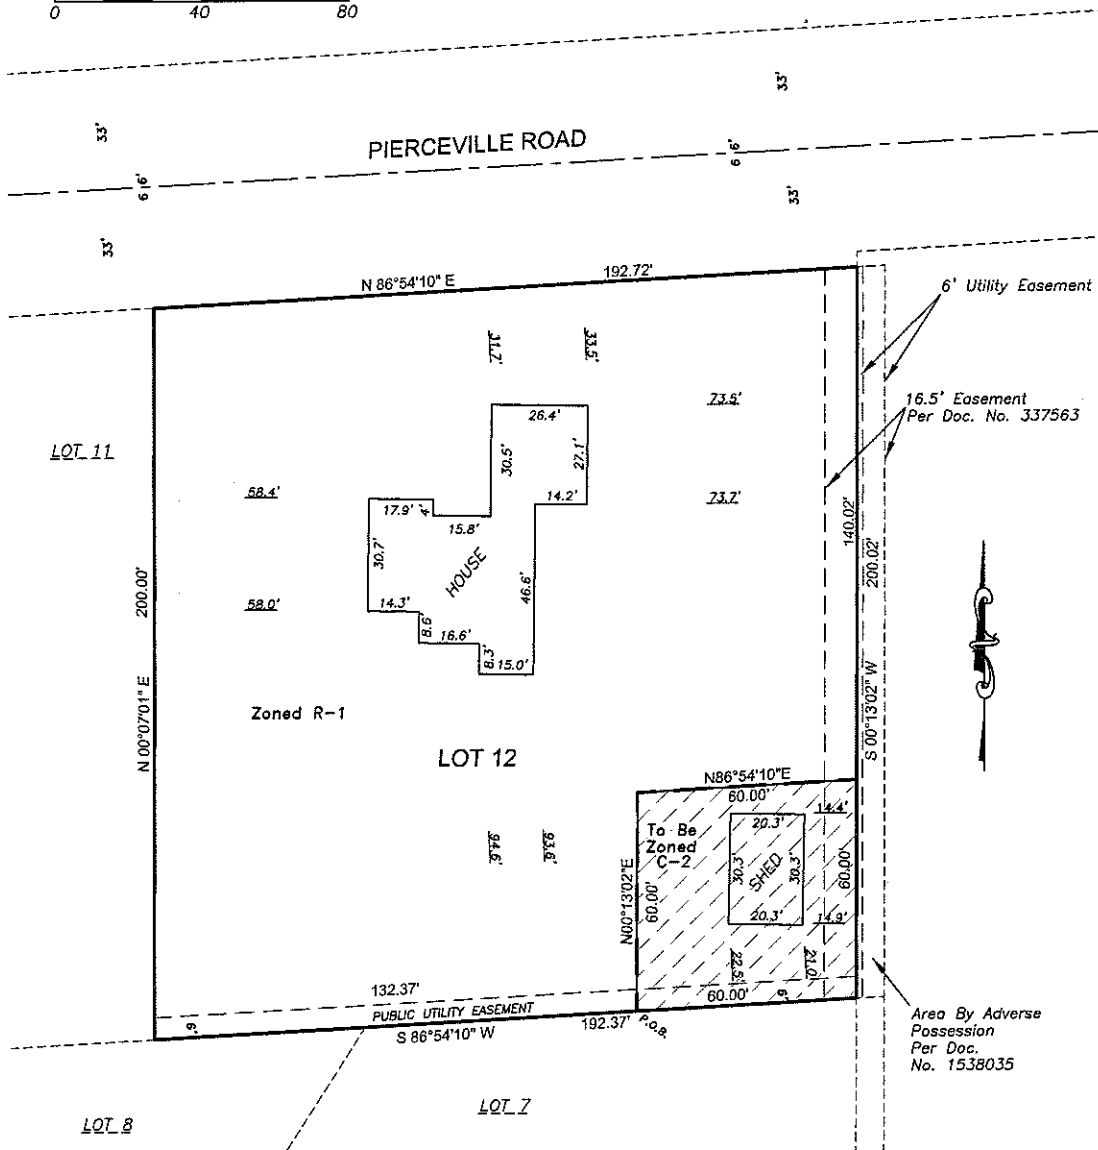 0 40 80
33'
33'
PIERCEVILLE ROAD
66'
66'
33'
33'
N 86°54'10" E 192.72'
6' Utility Easement
16.5' Easement
Per Doc. No. 337563
31.7'
33.5'
73.5'
26.4'
LOT 11
30.5'
27.1'
58.4'
17.9'
4'
15.8'
14.2'
73.7'
140.02'
30.7'
HOUSE
46.6'
200.02'
N 00°07'01" E 200.00'
58.0'
14.3'
8.6'
16.6'
8.3'
15.0'
S 00°13'02" W
Zoned R-1
LOT 12
N86°54'10"E
60.00'
14.4'
20.3'
To Be
Zoned
C-2
94.6'
93.6'
30.3'
SHED
30.3'
60.00'
N00°13'02"E
60.00'
20.3'
14.9'
22.5'
21.0'
132.37'
60.00'
6'
PUBLIC UTILITY EASEMENT
6'
S 86°54'10" W
192.37'
P.O.B.
Area By Adverse
Possession
Per Doc.
No. 1538035
LOT 8
LOT 7